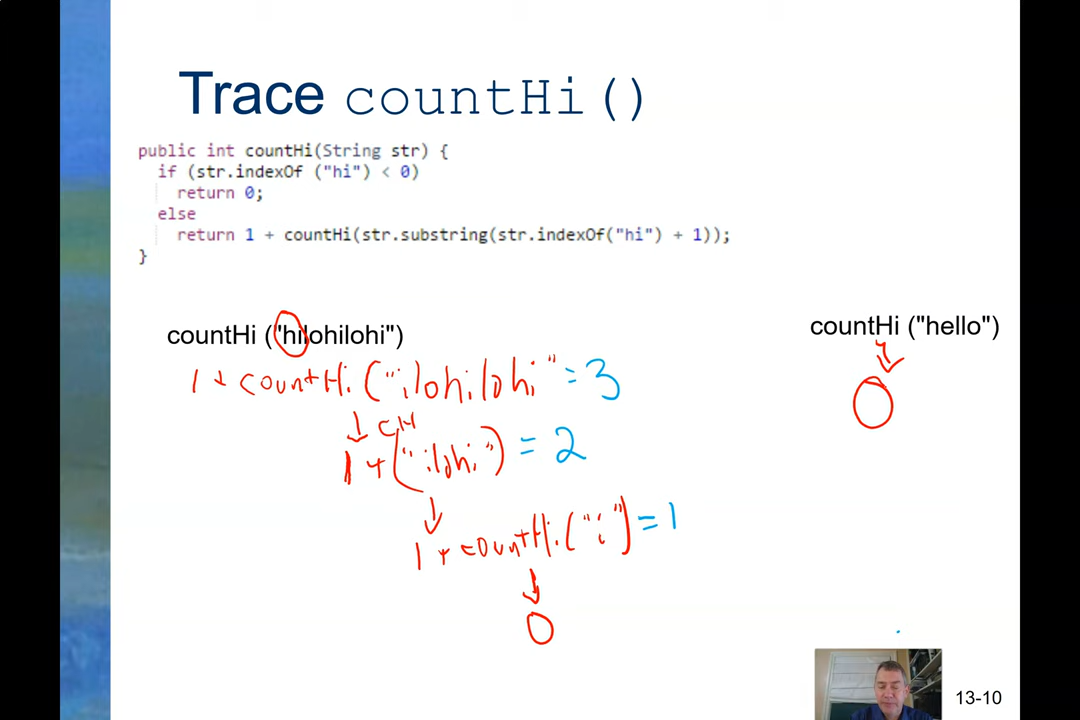 Trace countHi()
public int countHi(String str) {
if (str.indexOf ("hi") < 0)
return 0;
else
return 1 + countHi(str.substring(str.indexOf("hi") + 1));
}
countHi ("hilohilohi")
countHi ("hello")
1 + countHi ("ilohilohi" = 3
0
CH
1 + ("ilohi") = 2
1 + countHi ("i") = 1
0
13-10